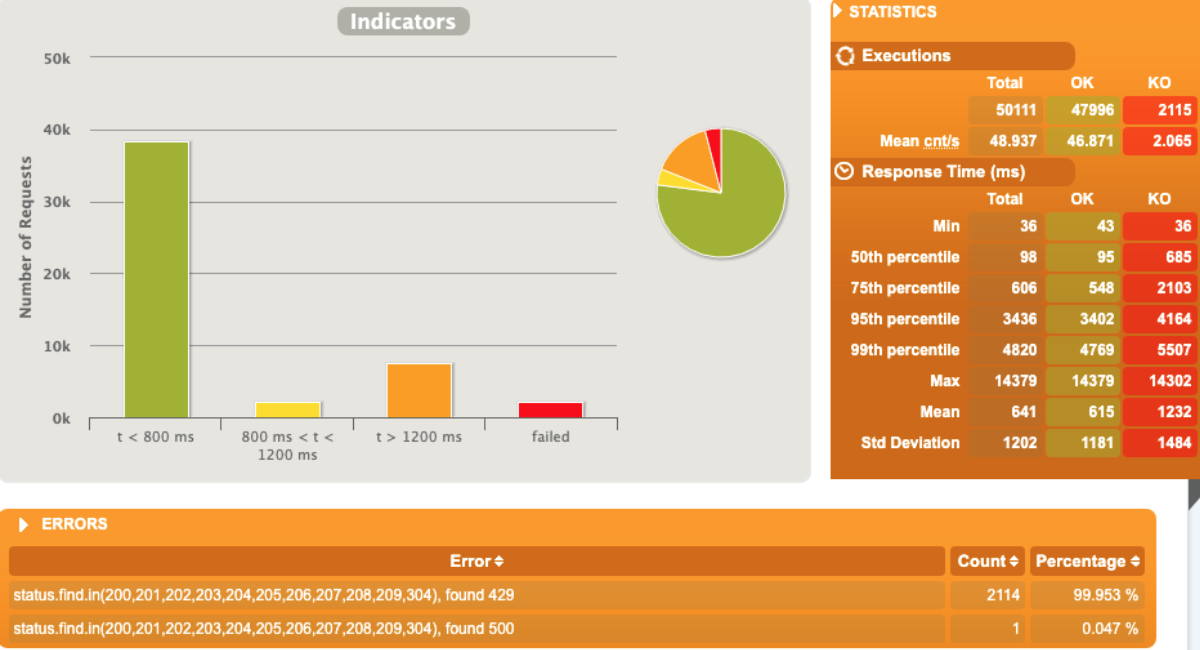 Indicators
50k
40k
30k
20k
10k
0k
Number of Requests
t < 800 ms
800 ms < t <
1200 ms
t > 1200 ms
failed
STATISTICS
Executions
Total OK KO
50111 47996 2115
Mean cnt/s 48.937 46.871 2.065
Response Time (ms)
Total OK KO
Min 36 43 36
50th percentile 98 95 685
75th percentile 606 548 2103
95th percentile 3436 3402 4164
99th percentile 4820 4769 5507
Max 14379 14379 14302
Mean 641 615 1232
Std Deviation 1202 1181 1484
ERRORS
Error Count Percentage
status.find.in(200,201,202,203,204,205,206,207,208,209,304), found 429 2114 99.953 %
status.find.in(200,201,202,203,204,205,206,207,208,209,304), found 500 1 0.047 %